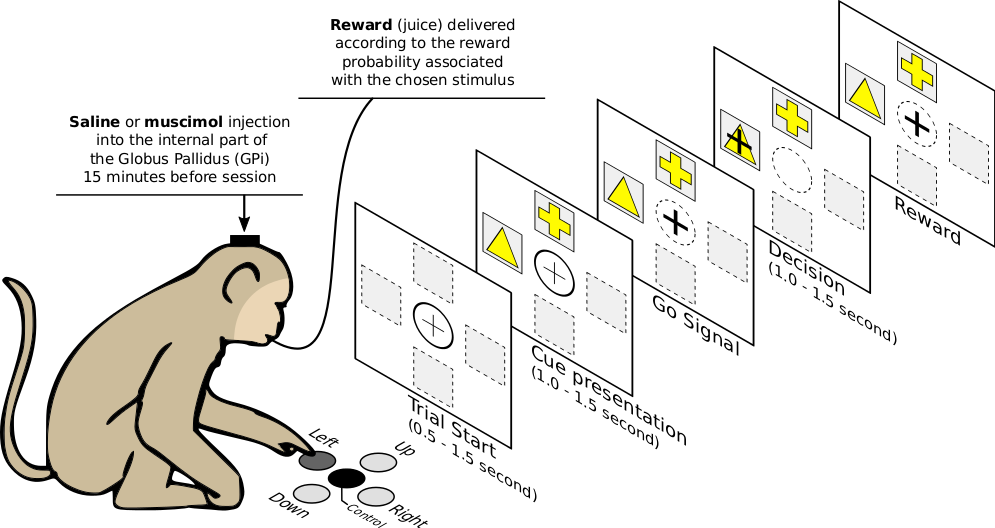 Reward (juice) delivered
according to the reward
probability associated
with the chosen stimulus
Saline or muscimol injection
into the internal part of
the Globus Pallidus (GPi)
15 minutes before session
Trial Start
(0.5 - 1.5 second)
Cue presentation
(1.0 - 1.5 second)
Go Signal
Decision
(1.0 - 1.5 second)
Reward
Left
Up
Down
Control
Right